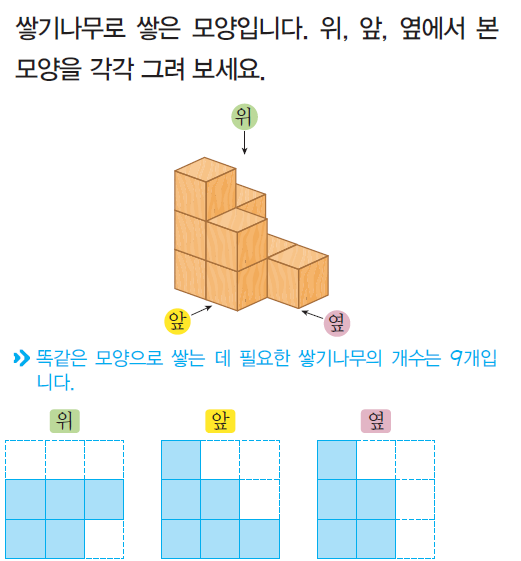 쌓기나무로 쌓은 모양입니다. 위, 앞, 옆에서 본
모양을 각각 그려 보세요.
위
앞
옆
≫ 똑같은 모양으로 쌓는 데 필요한 쌓기나무의 개수는 9개입
니다.
위 앞 옆